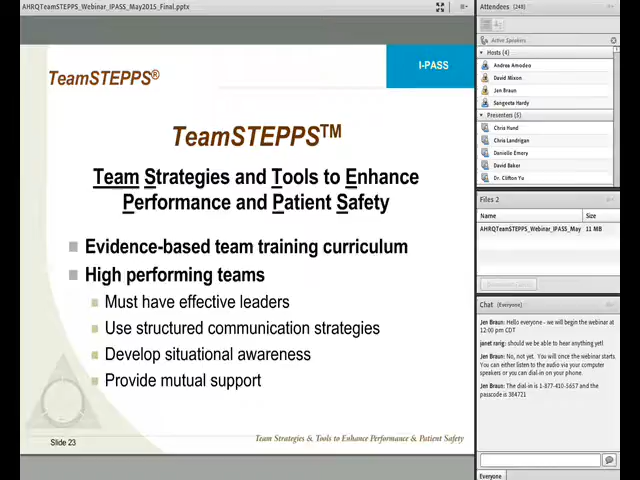 AHRQTeamSTEPPS_Webinar_IPASS_May2015_Final.pptx
I-PASS
TeamSTEPPS®
TeamSTEPPS™
Team Strategies and Tools to Enhance
Performance and Patient Safety
Evidence-based team training curriculum
High performing teams
Must have effective leaders
Use structured communication strategies
Develop situational awareness
Provide mutual support
Slide 23
Team Strategies & Tools to Enhance Performance & Patient Safety
Attendees (248)
Active Speakers
Hosts (4)
Andrea Amodeo
David Mixon
Jen Braun
Sangeeta Hardy
Presenters (5)
Chris Hund
Chris Landrigan
Danielle Emery
David Baker
Dr. Clifton Yu
Files 2
Name Size
AHRQTeamSTEPPS_Webinar_IPASS_May 11 MB
Chat (Everyone)
Jen Braun: Hello everyone - we will begin the webinar at
12:00 pm CDT
janet rarig: should we be able to hear anything yet!
Jen Braun: No, not yet. You will once the webinar starts.
You can either listen to the audio via your computer
speakers or you can dial-in on your phone.
Jen Braun: The dial-in is 1-877-410-5657 and the
passcode is 364721
Everyone